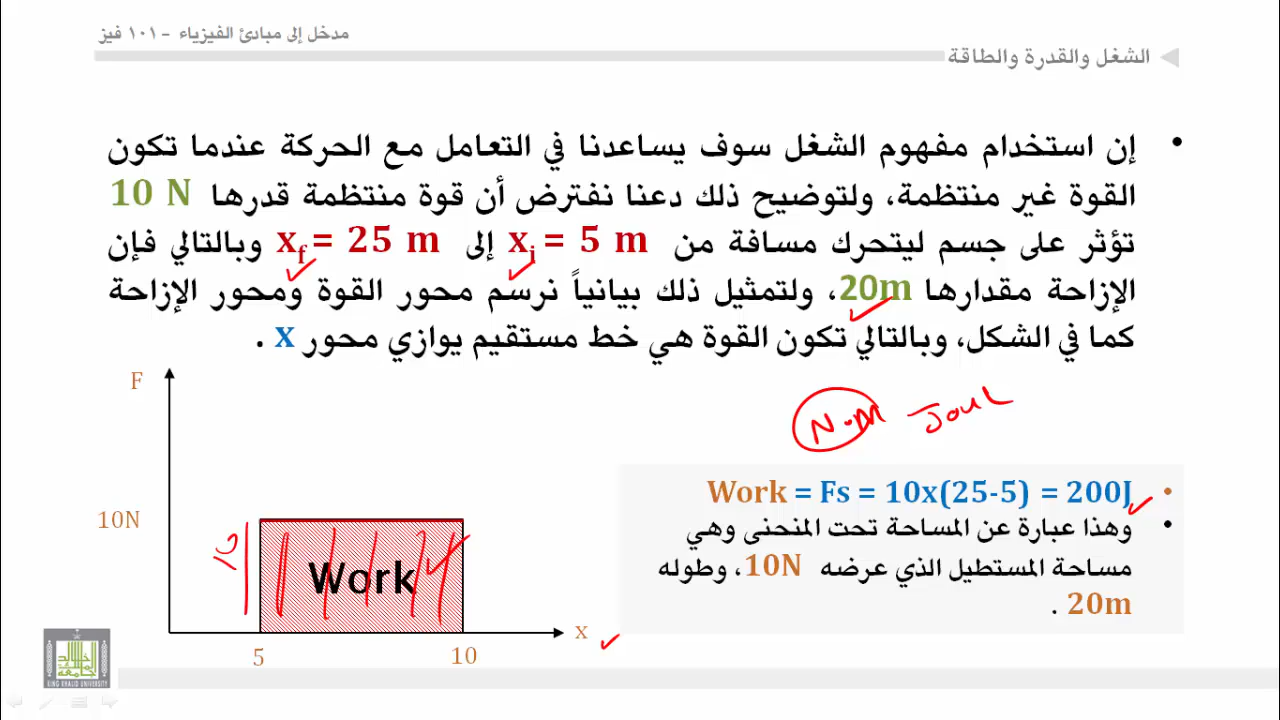 مدخل إلى مبادئ الفيزياء - ١٠١ فيز
الشغل والقدرة والطاقة
• إن استخدام مفهوم الشغل سوف يساعدنا في التعامل مع الحركة عندما تكون
القوة غير منتظمة، ولتوضيح ذلك دعنا نفترض أن قوة منتظمة قدرها 10 N
تؤثر على جسم ليتحرك مسافة من xi = 5 m إلى xf = 25 m وبالتالي فإن
الإزاحة مقدارها 20m، ولتمثيل ذلك بيانياً نرسم محور القوة ومحور الإزاحة
كما في الشكل، وبالتالي تكون القوة هي خط مستقيم يوازي محور x .
N.m Joul
• Work = Fs = 10x(25-5) = 200J
• وهذا عبارة عن المساحة تحت المنحنى وهي
مساحة المستطيل الذي عرضه 10N، وطوله
20m .
F
10N
10
Work
x
5
10
KING KHALID UNIVERSITY